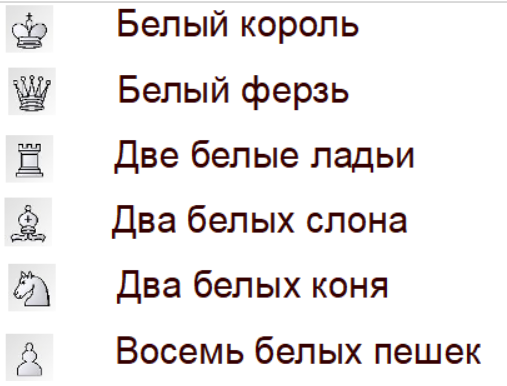 Белый король
Белый ферзь
Две белые ладьи
Два белых слона
Два белых коня
Восемь белых пешек